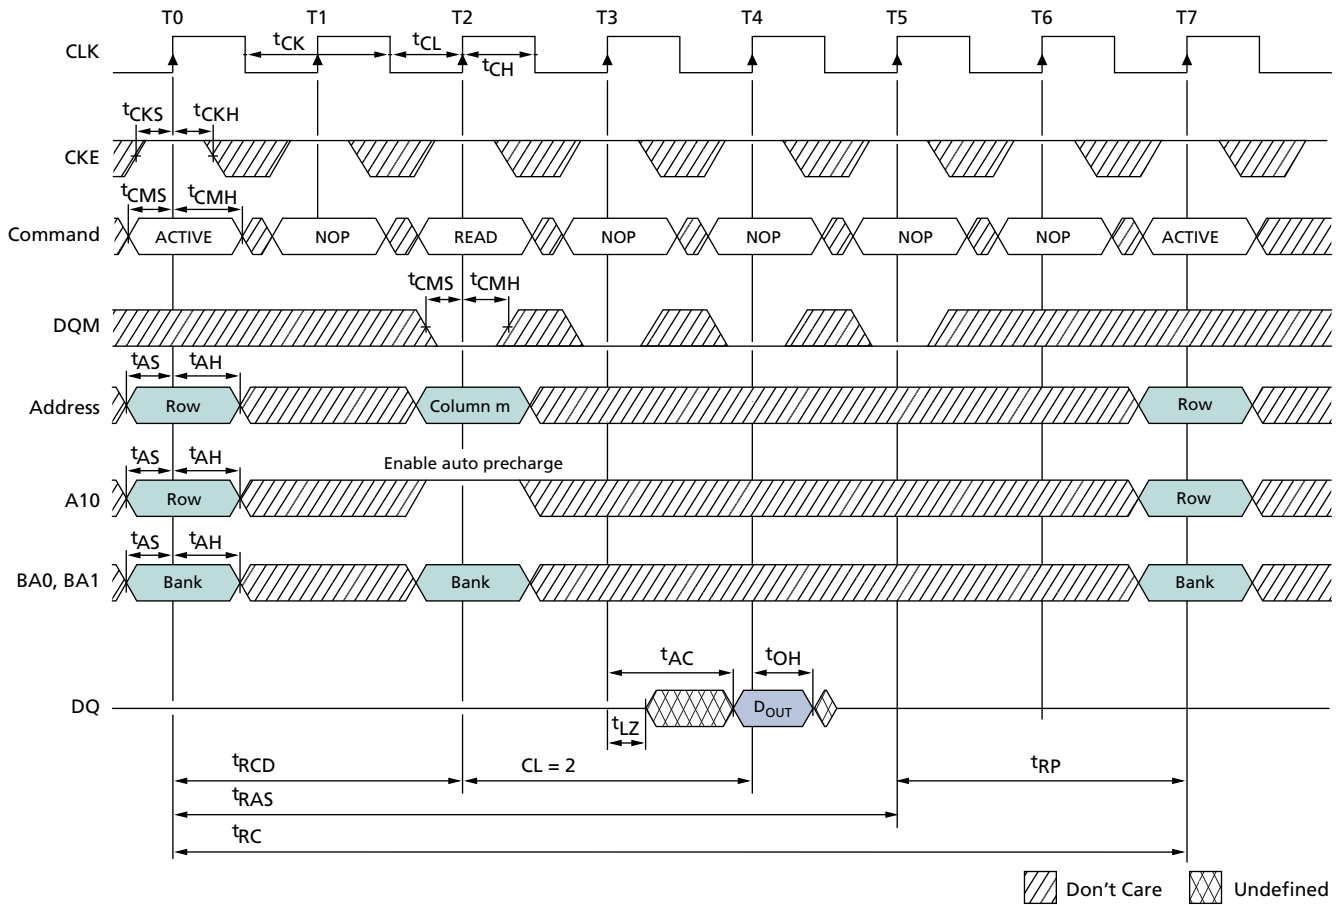 T0 T1 T2 T3 T4 T5 T6 T7
CLK tCK tCL tCH
tCKS tCKH
CKE
tCMS tCMH
Command ACTIVE NOP READ NOP NOP NOP NOP ACTIVE
tCMS tCMH
DQM
tAS tAH
Address Row Column m Row
tAS tAH Enable auto precharge
A10 Row Row
tAS tAH
BA0, BA1 Bank Bank Bank
tAC tOH
DQ DOUT
tLZ
tRCD CL = 2 tRP
tRAS
tRC
Don't Care Undefined